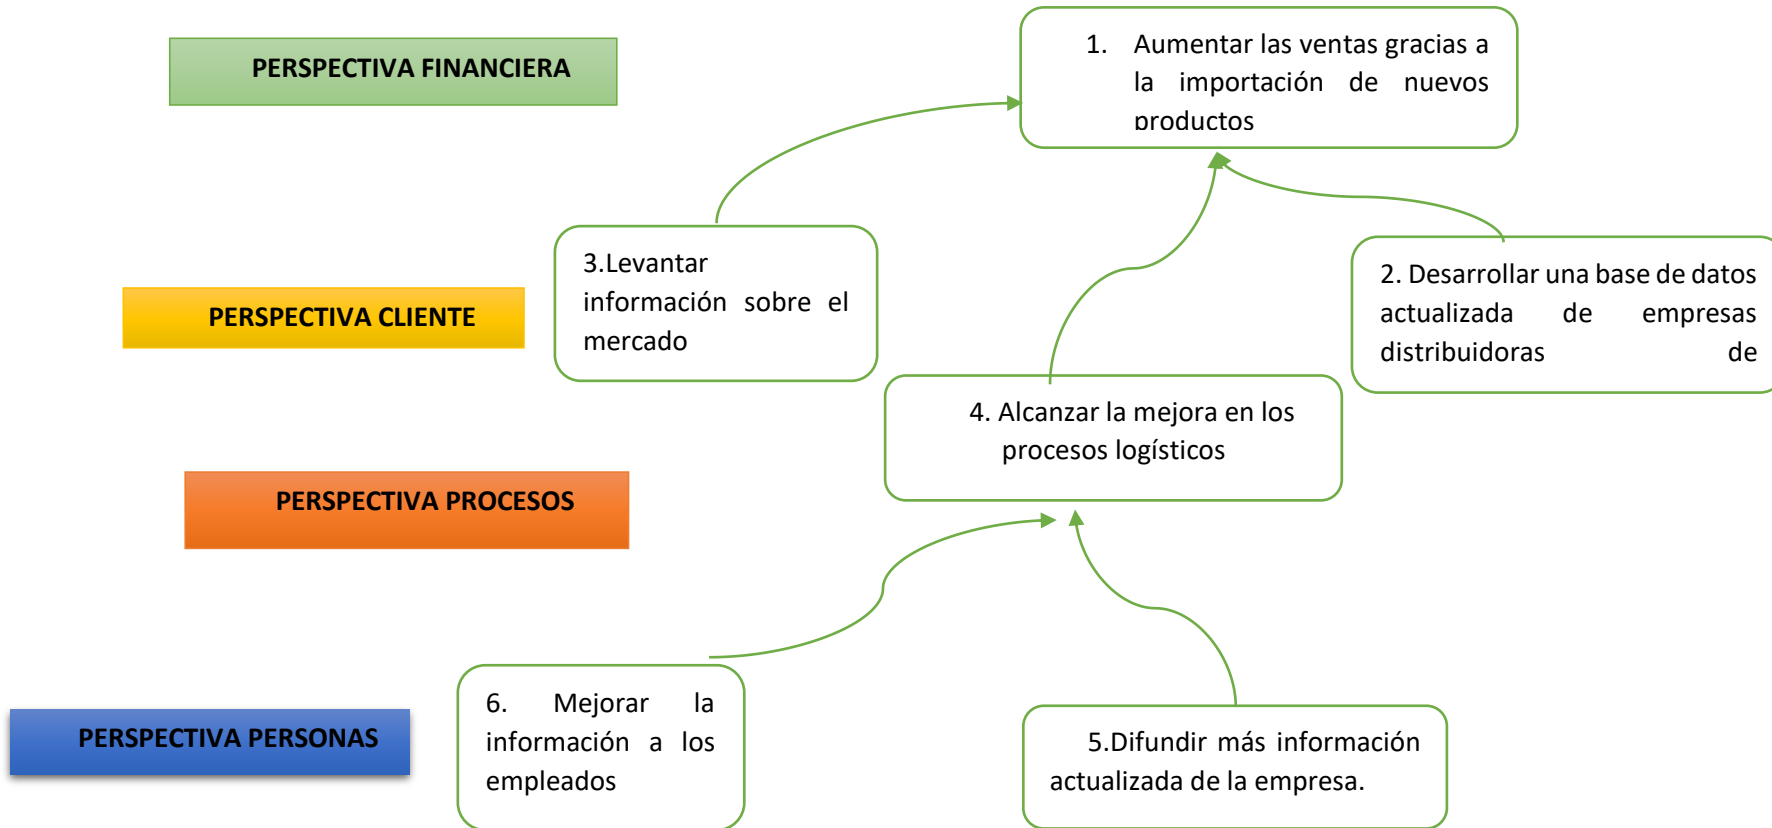 PERSPECTIVA FINANCIERA
1. Aumentar las ventas gracias a
la importación de nuevos
productos
3.Levantar
información sobre el
mercado
2. Desarrollar una base de datos
actualizada de empresas
distribuidoras de
PERSPECTIVA CLIENTE
4. Alcanzar la mejora en los
procesos logísticos
PERSPECTIVA PROCESOS
6. Mejorar la
información a los
empleados
5.Difundir más información
actualizada de la empresa.
PERSPECTIVA PERSONAS